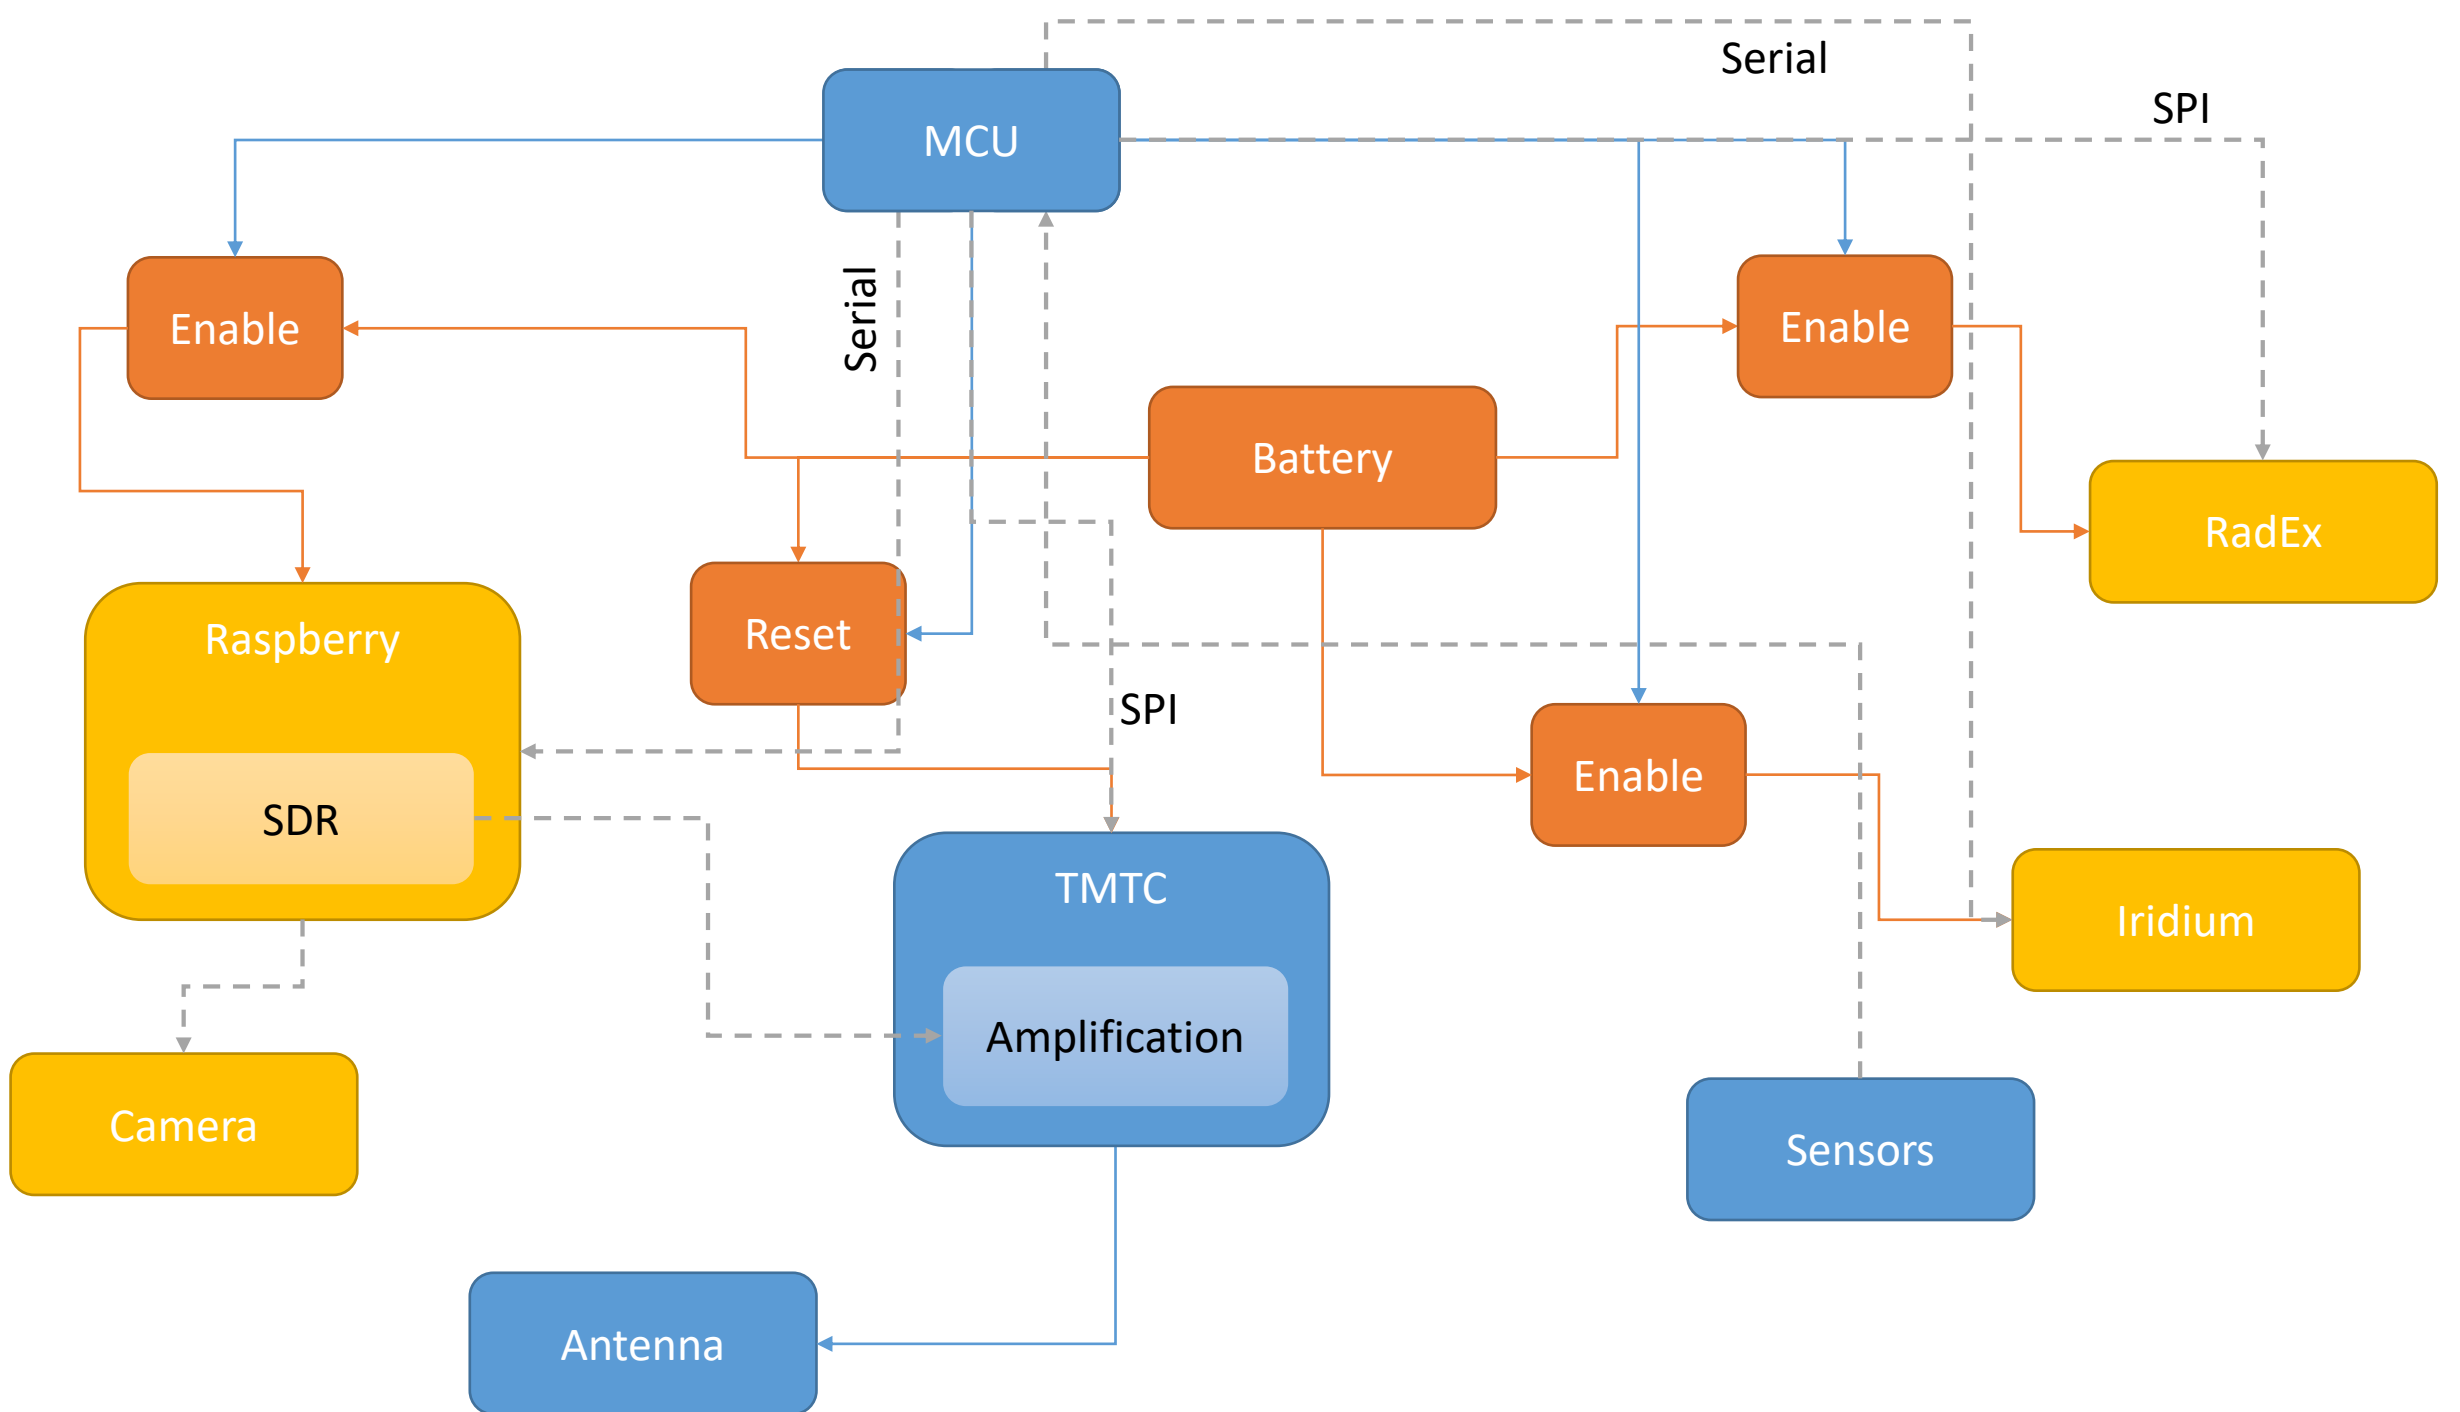 Serial
SPI
MCU
Serial
Enable
Enable
Battery
RadEx
Raspberry
Reset
SPI
Enable
SDR
TMTC
Iridium
Amplification
Camera
Sensors
Antenna